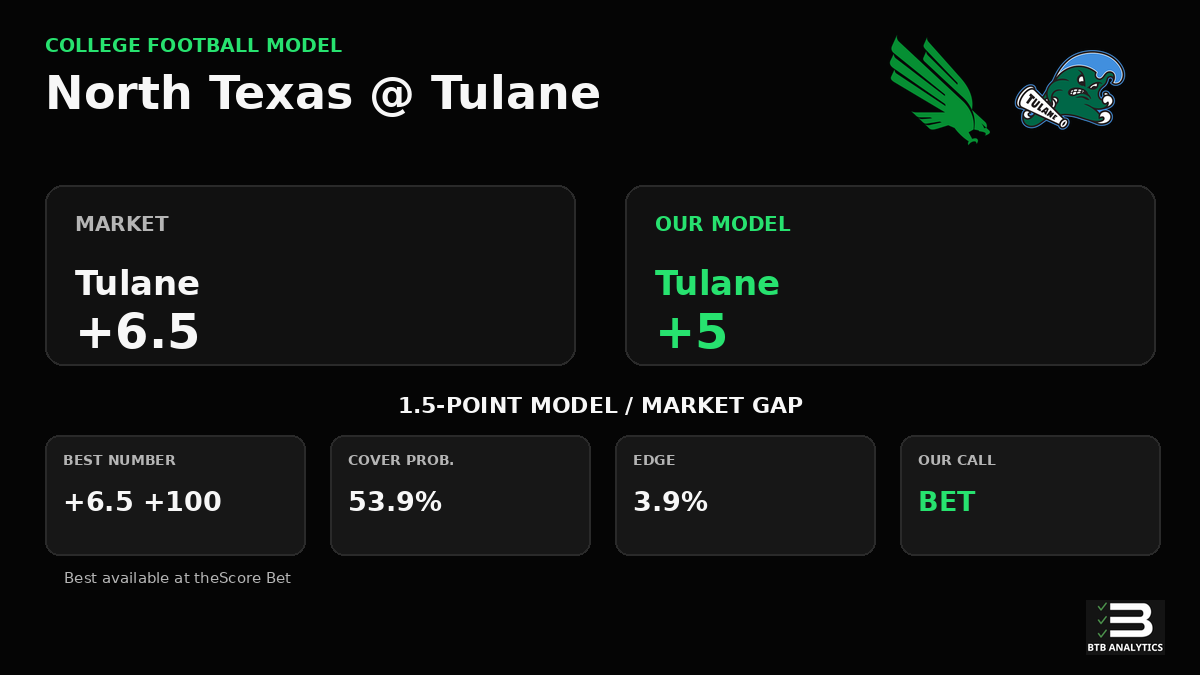 COLLEGE FOOTBALL MODEL
North Texas @ Tulane
TULANE
MARKET
Tulane
+6.5
OUR MODEL
Tulane
+5
1.5-POINT MODEL / MARKET GAP
BEST NUMBER
+6.5 +100
COVER PROB.
53.9%
EDGE
3.9%
OUR CALL
BET
Best available at theScore Bet
B
BTB ANALYTICS